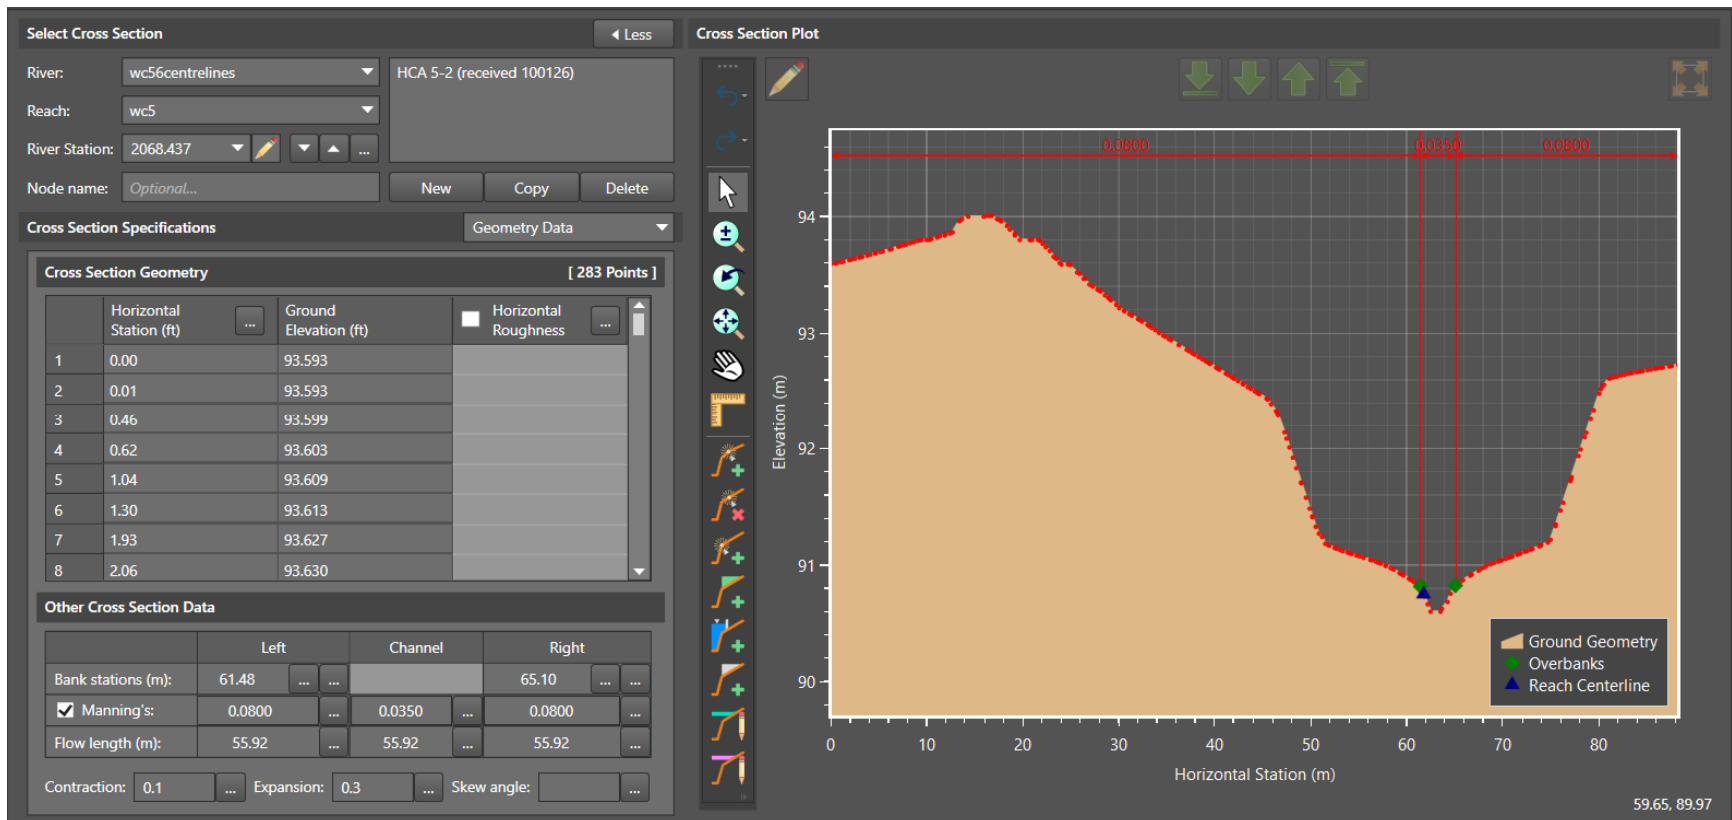 Select Cross Section
Less
River:
wc56centrelines
HCA 5-2 (received 100126)
Reach:
wc5
River Station:
2068.437
...
Node name:
Optional...
New
Copy
Delete
Cross Section Specifications
Geometry Data
Cross Section Geometry
[ 283 Points ]
Horizontal Station (ft)
...
Ground Elevation (ft)
Horizontal Roughness
...
1 0.00 93.593
2 0.01 93.593
3 0.46 93.599
4 0.62 93.603
5 1.04 93.609
6 1.30 93.613
7 1.93 93.627
8 2.06 93.630
Other Cross Section Data
Left Channel Right
Bank stations (m): 61.48 ... ... 65.10 ... ...
Manning's: 0.0800 ... 0.0350 ... 0.0800 ...
Flow length (m): 55.92 ... 55.92 ... 55.92 ...
Contraction: 0.1 ... Expansion: 0.3 ... Skew angle: ...
Cross Section Plot
0.0800 0.0350 0.0800
94
93
92
91
90
Elevation (m)
0 10 20 30 40 50 60 70 80
Horizontal Station (m)
Ground Geometry
Overbanks
Reach Centerline
59.65, 89.97